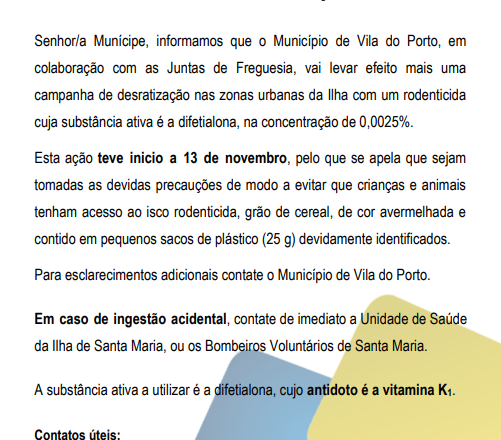 Senhor/a Munícipe, informamos que o Município de Vila do Porto, em
colaboração com as Juntas de Freguesia, vai levar efeito mais uma
campanha de desratização nas zonas urbanas da Ilha com um rodenticida
cuja substância ativa é a difetialona, na concentração de 0,0025%.
Esta ação teve inicio a 13 de novembro, pelo que se apela que sejam
tomadas as devidas precauções de modo a evitar que crianças e animais
tenham acesso ao isco rodenticida, grão de cereal, de cor avermelhada e
contido em pequenos sacos de plástico (25 g) devidamente identificados.
Para esclarecimentos adicionais contate o Município de Vila do Porto.
Em caso de ingestão acidental, contate de imediato a Unidade de Saúde
da Ilha de Santa Maria, ou os Bombeiros Voluntários de Santa Maria.
A substância ativa a utilizar é a difetialona, cujo antidoto é a vitamina K₁.
Contatos úteis: